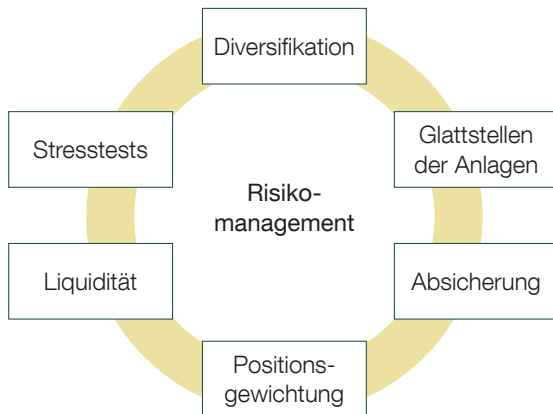 Diversifikation
Glattstellen
der Anlagen
Absicherung
Positions-
gewichtung
Liquidität
Stresstests
Risiko-
management